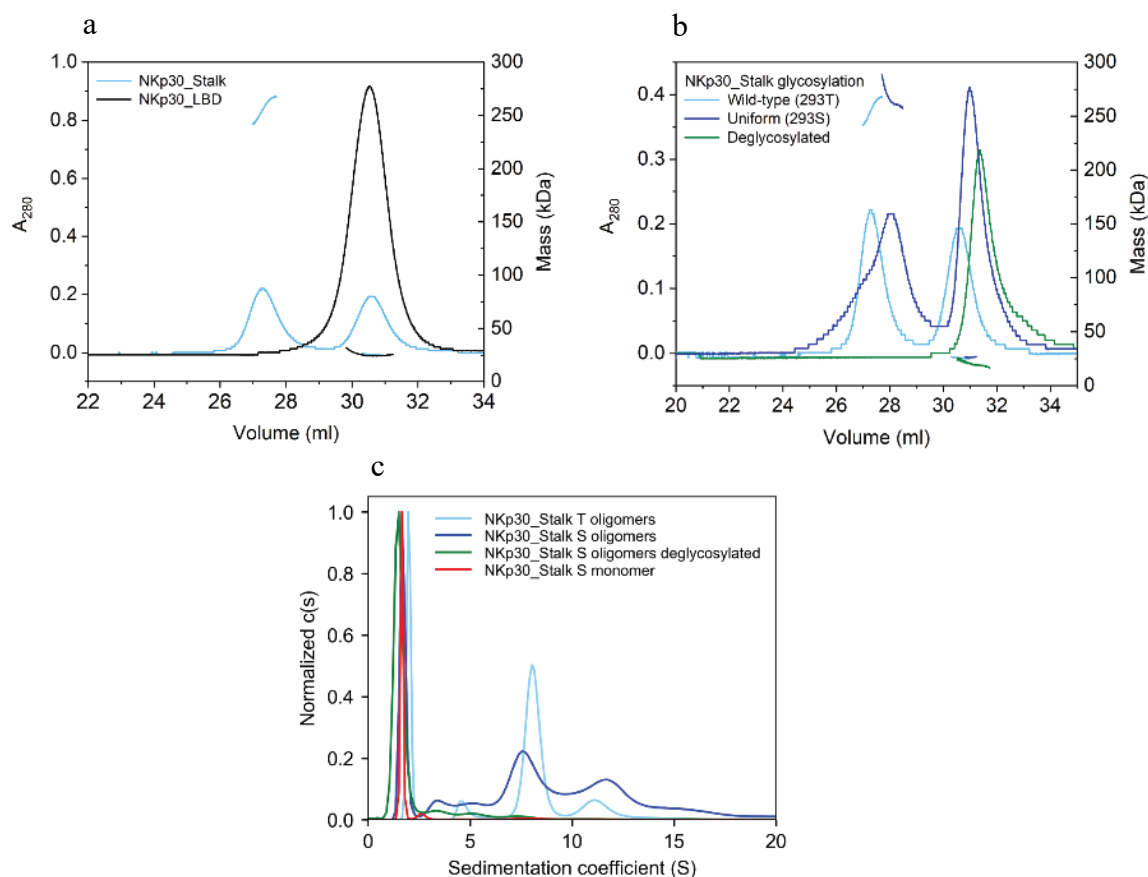 a
NKp30_Stalk
NKp30_LBD
1.0
0.8
0.6
0.4
0.2
0.0
A280
300
250
200
150
100
50
0
Mass (kDa)
22 24 26 28 30 32 34
Volume (ml)
b
NKp30_Stalk glycosylation
Wild-type (293T)
Uniform (293S)
Deglycosylated
0.4
0.3
0.2
0.1
0.0
A280
300
250
200
150
100
50
0
Mass (kDa)
20 22 24 26 28 30 32 34
Volume (ml)
c
NKp30_Stalk T oligomers
NKp30_Stalk S oligomers
NKp30_Stalk S oligomers deglycosylated
NKp30_Stalk S monomer
1.0
0.8
0.6
0.4
0.2
0.0
Normalized c(s)
0 5 10 15 20
Sedimentation coefficient (S)